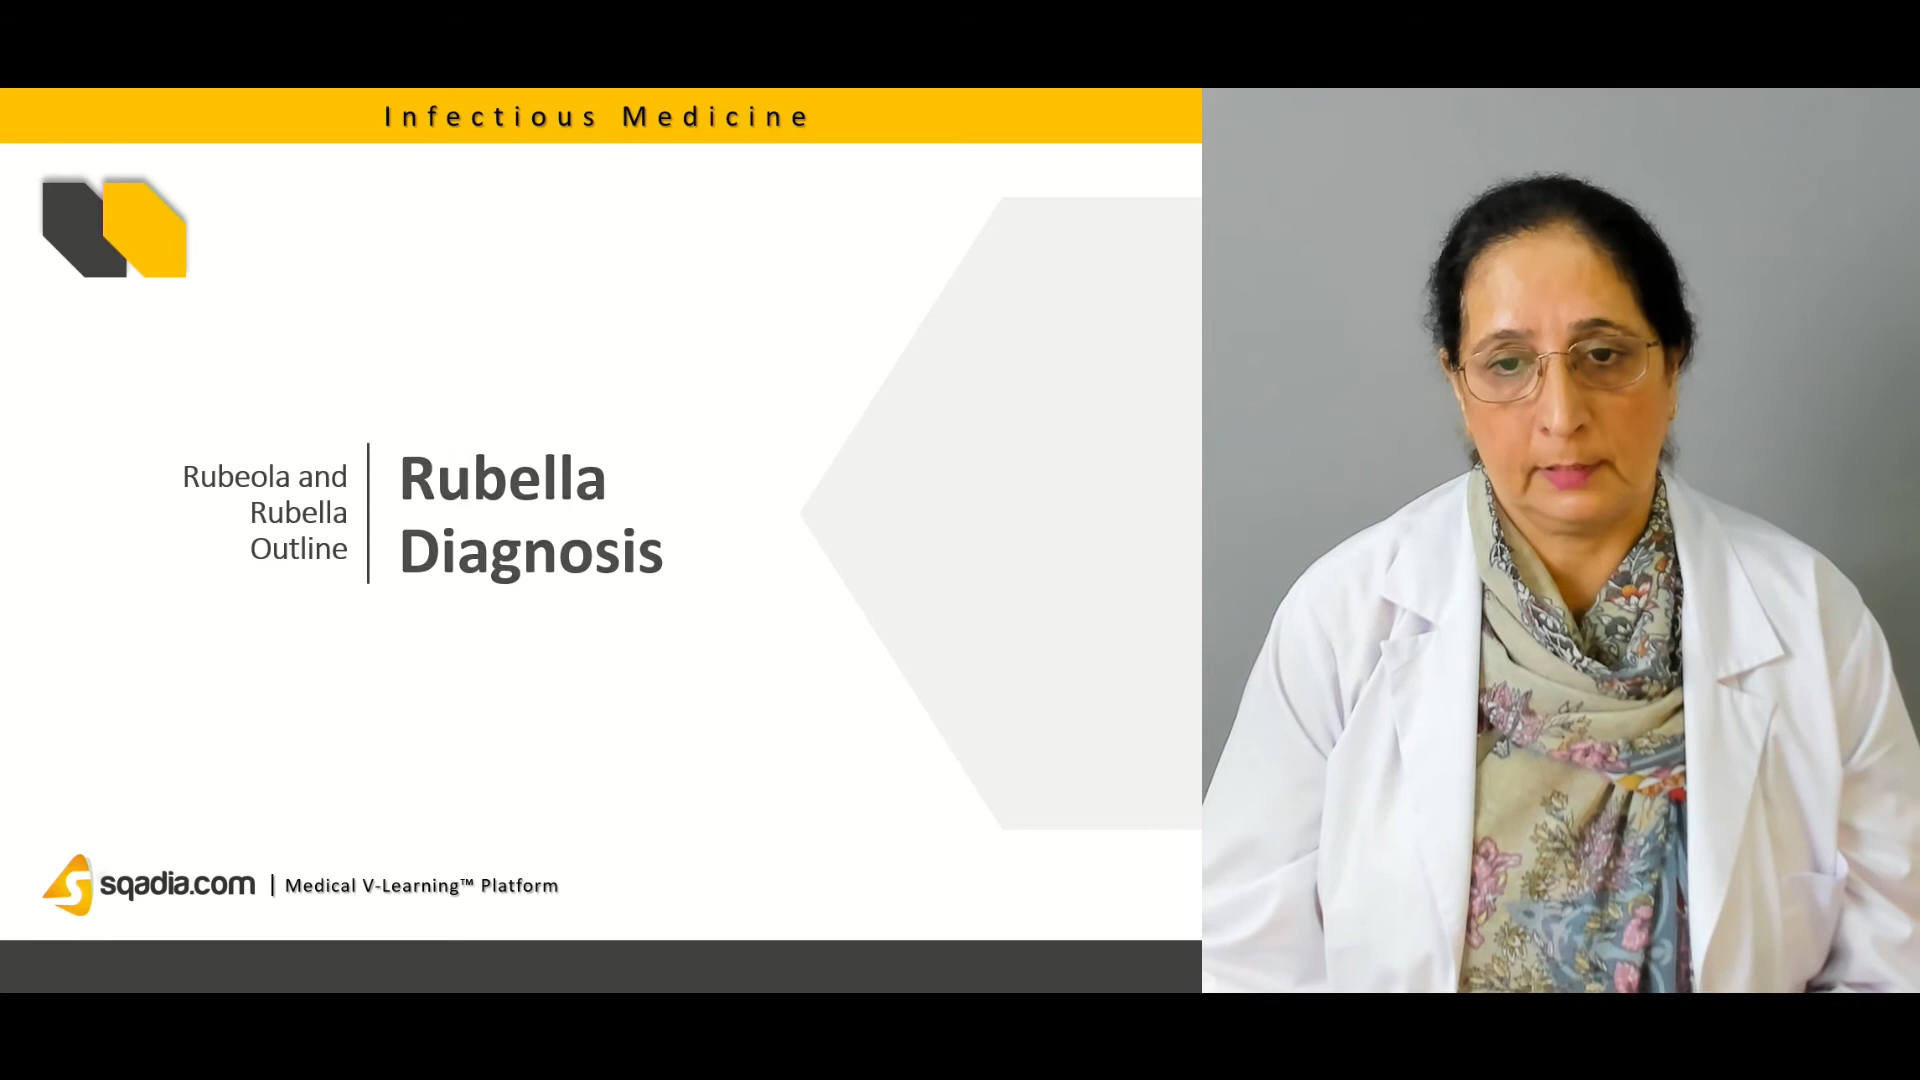 Infectious Medicine
Rubeola and
Rubella
Outline
Rubella
Diagnosis
sqadia.com | Medical V-Learning™ Platform